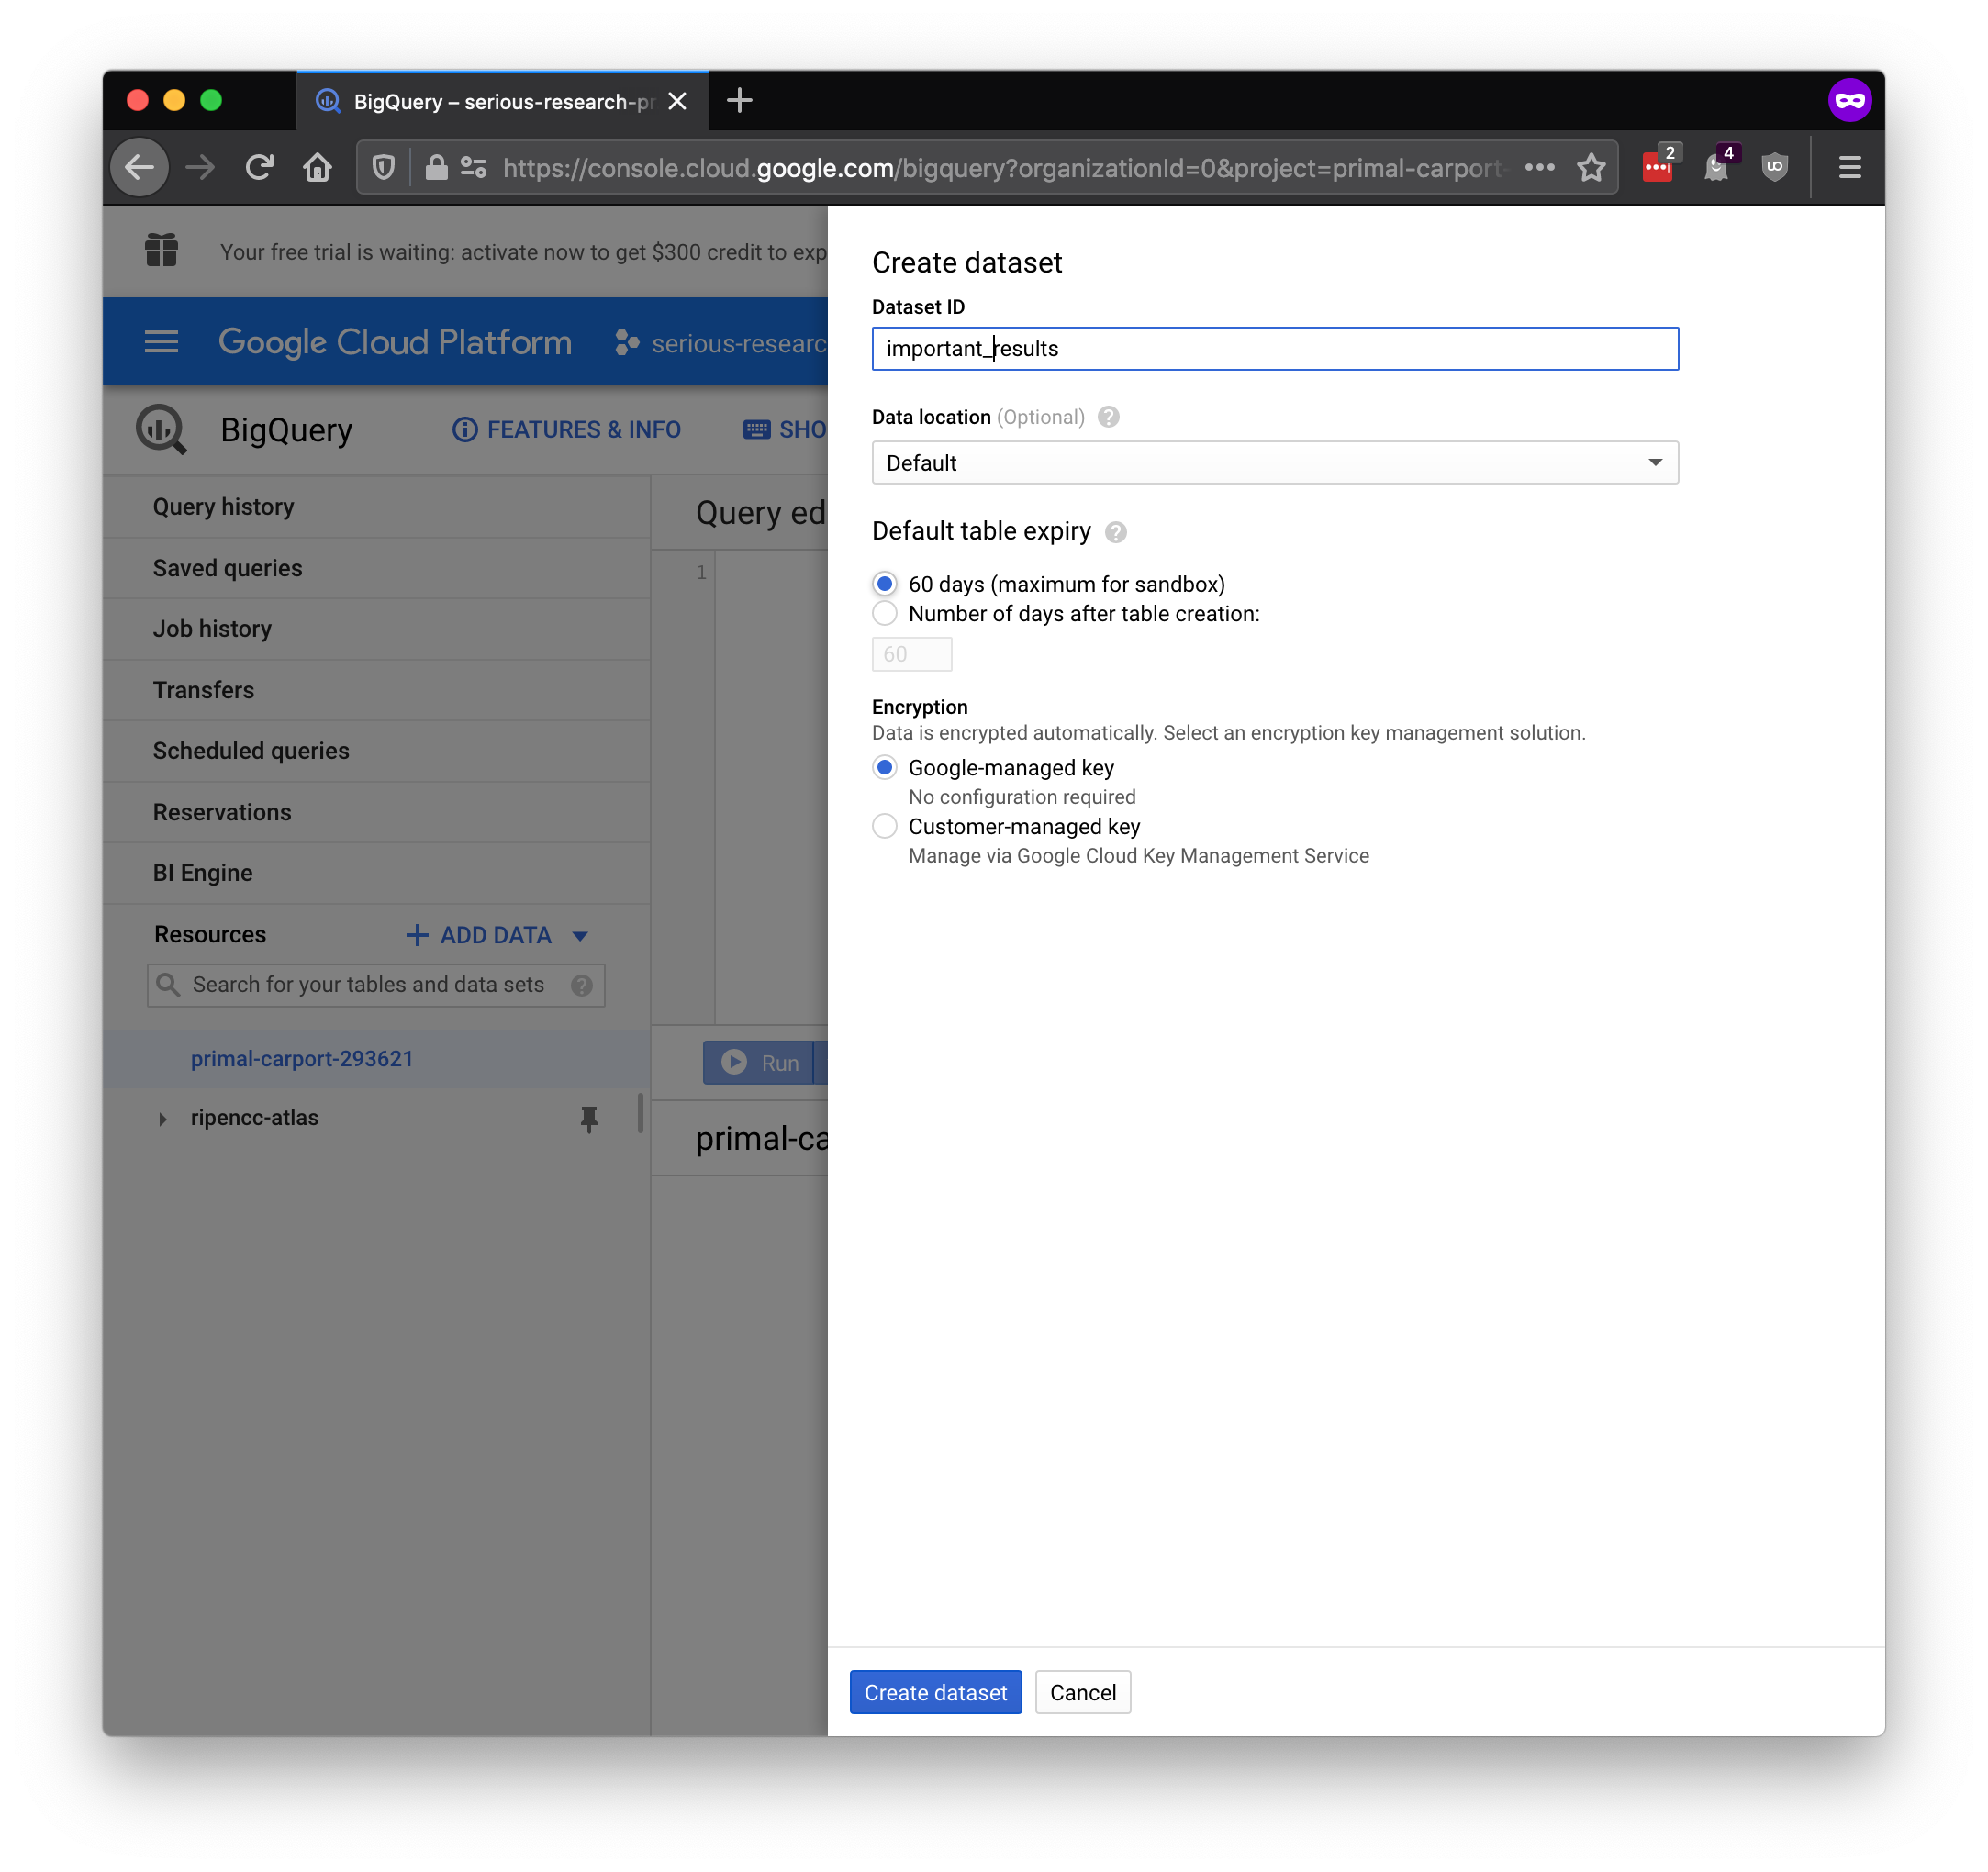 BigQuery – serious-research-pr
https://console.cloud.google.com/bigquery?organizationId=0&project=primal-carport-
2
4
Your free trial is waiting: activate now to get $300 credit to exp
Google Cloud Platform
serious-researc
BigQuery
FEATURES & INFO
SHO
Query history
Saved queries
Job history
Transfers
Scheduled queries
Reservations
BI Engine
Resources
ADD DATA
Search for your tables and data sets
primal-carport-293621
ripencc-atlas
Query ed
1
Run
primal-ca
Create dataset
Dataset ID
important_results
Data location (Optional)
Default
Default table expiry
60 days (maximum for sandbox)
Number of days after table creation:
60
Encryption
Data is encrypted automatically. Select an encryption key management solution.
Google-managed key
No configuration required
Customer-managed key
Manage via Google Cloud Key Management Service
Create dataset
Cancel